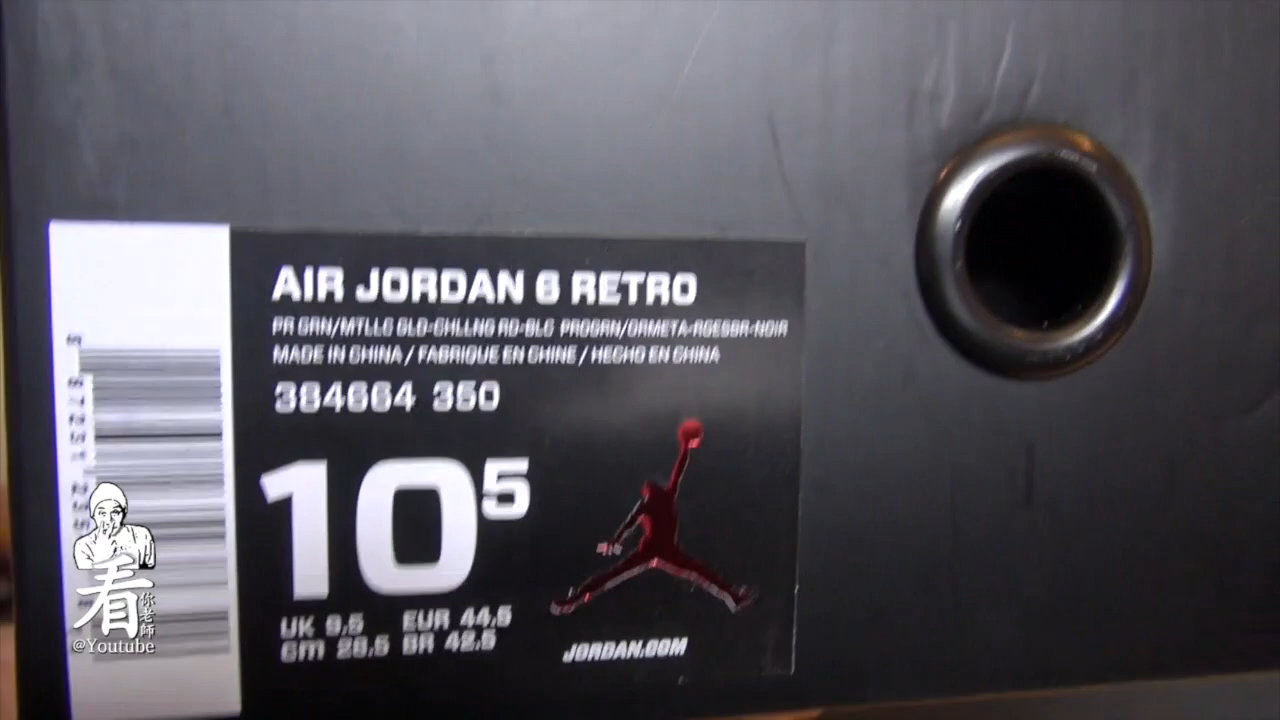 AIR JORDAN 6 RETRO
PR GRN/MTLLC GLD-CHLLNG RD-BLC PROGRN/ORMETA-RGESBR-NOIR
MADE IN CHINA / FABRIQUE EN CHINE / HECHO EN CHINA
384664 350
10 5
UK 9,5 EUR 44,5
cm 28,5 BR 42,5
JORDAN.COM
看
你老師
@Youtube